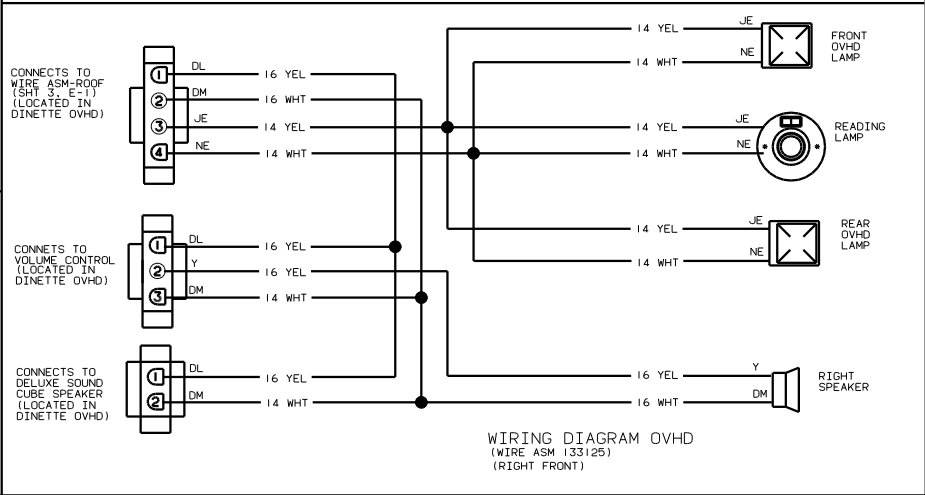 14 YEL JE
FRONT
OVHD
LAMP
14 WHT NE
CONNECTS TO
WIRE ASM-ROOF
(SHT 3, E-1)
(LOCATED IN
DINETTE OVHD)
1 DL 16 YEL
2 DM 16 WHT
3 JE 14 YEL 14 YEL JE
4 NE 14 WHT 14 WHT NE
READING
LAMP
14 YEL JE
REAR
OVHD
LAMP
14 WHT NE
CONNETS TO
VOLUME CONTROL
(LOCATED IN
DINETTE OVHD)
1 DL 16 YEL
2 Y 16 YEL
3 DM 14 WHT
CONNECTS TO
DELUXE SOUND
CUBE SPEAKER
(LOCATED IN
DINETTE OVHD)
1 DL 16 YEL
2 DM 14 WHT
16 YEL Y
16 WHT DM
RIGHT
SPEAKER
WIRING DIAGRAM OVHD
(WIRE ASM 133125)
(RIGHT FRONT)